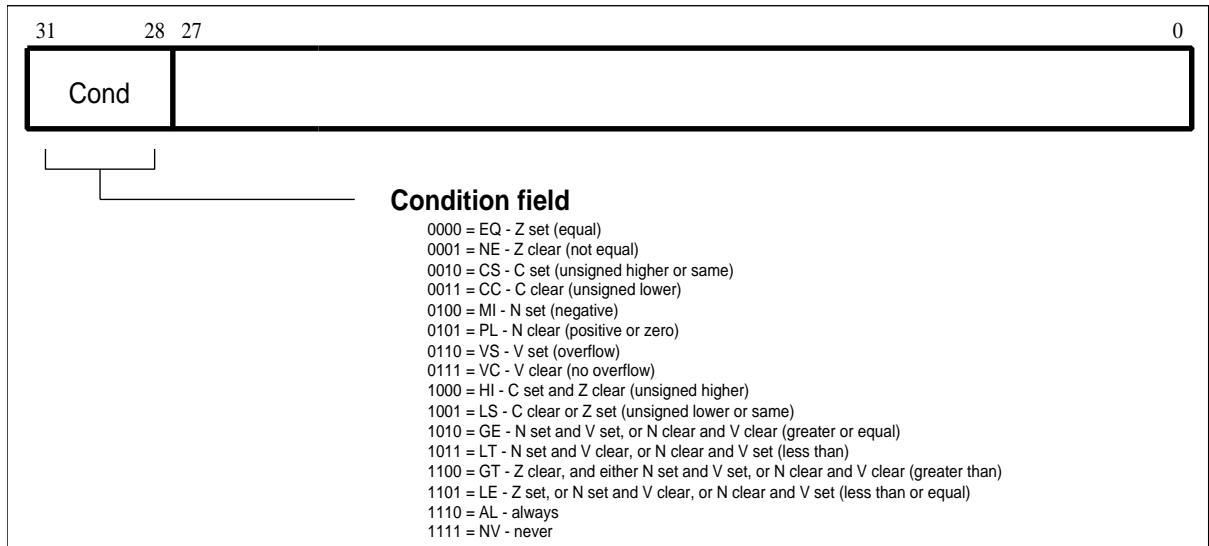 31 28 27 0
Cond
Condition field
0000 = EQ - Z set (equal)
0001 = NE - Z clear (not equal)
0010 = CS - C set (unsigned higher or same)
0011 = CC - C clear (unsigned lower)
0100 = MI - N set (negative)
0101 = PL - N clear (positive or zero)
0110 = VS - V set (overflow)
0111 = VC - V clear (no overflow)
1000 = HI - C set and Z clear (unsigned higher)
1001 = LS - C clear or Z set (unsigned lower or same)
1010 = GE - N set and V set, or N clear and V clear (greater or equal)
1011 = LT - N set and V clear, or N clear and V set (less than)
1100 = GT - Z clear, and either N set and V set, or N clear and V clear (greater than)
1101 = LE - Z set, or N set and V clear, or N clear and V set (less than or equal)
1110 = AL - always
1111 = NV - never